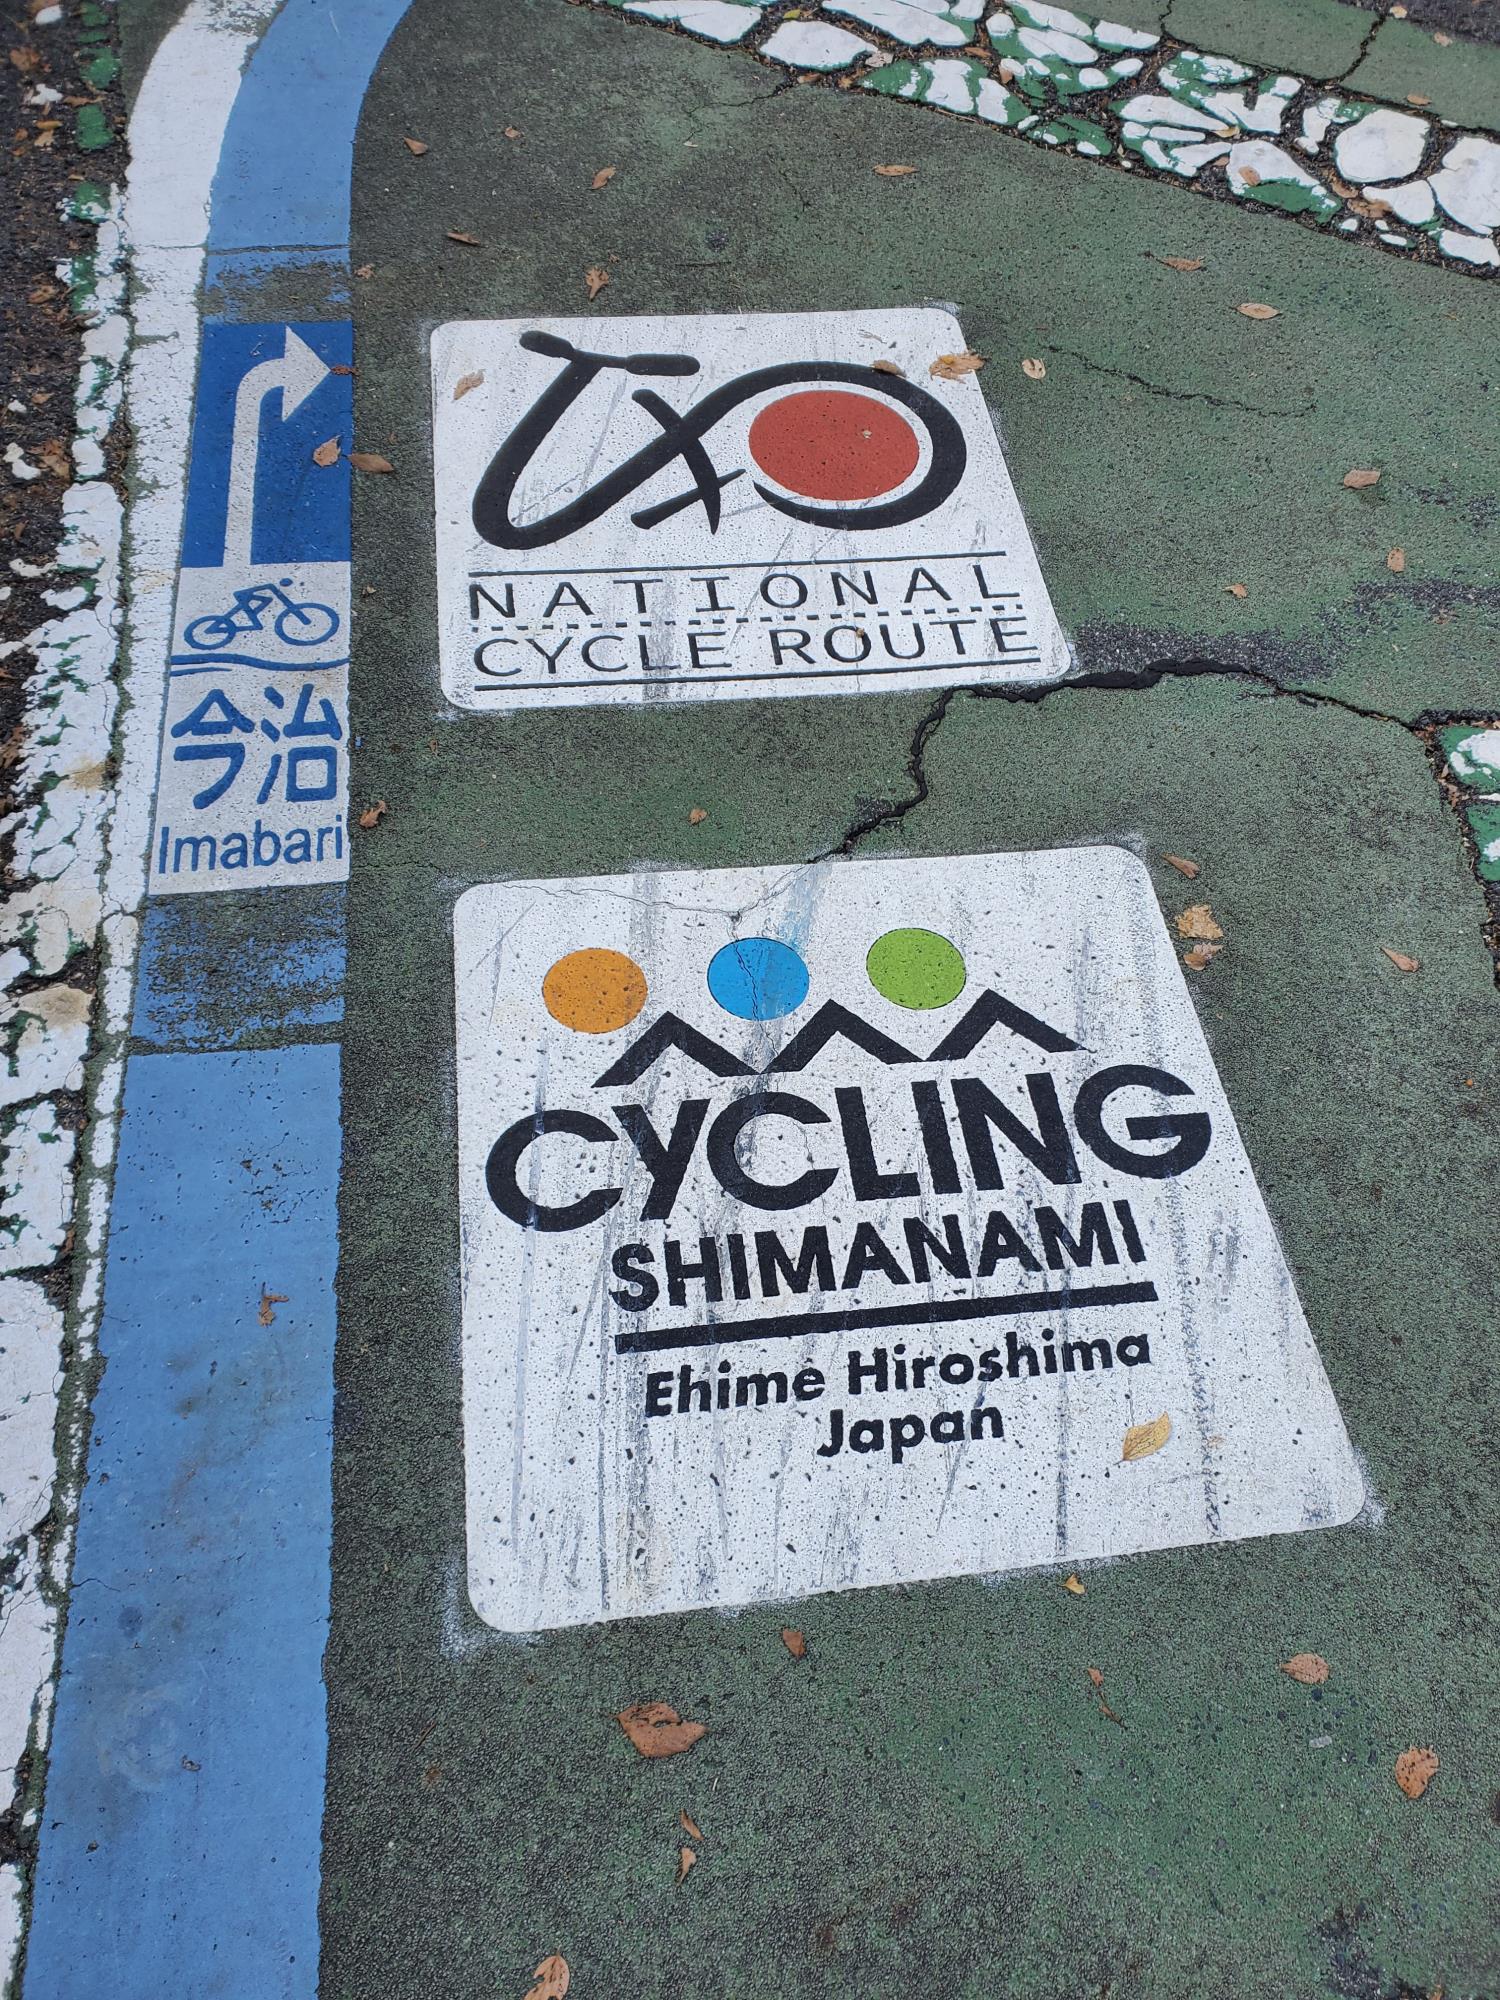 今治
Imabari
NATIONAL
CYCLE ROUTE
CYCLING
SHIMANAMI
Ehime Hiroshima
Japan